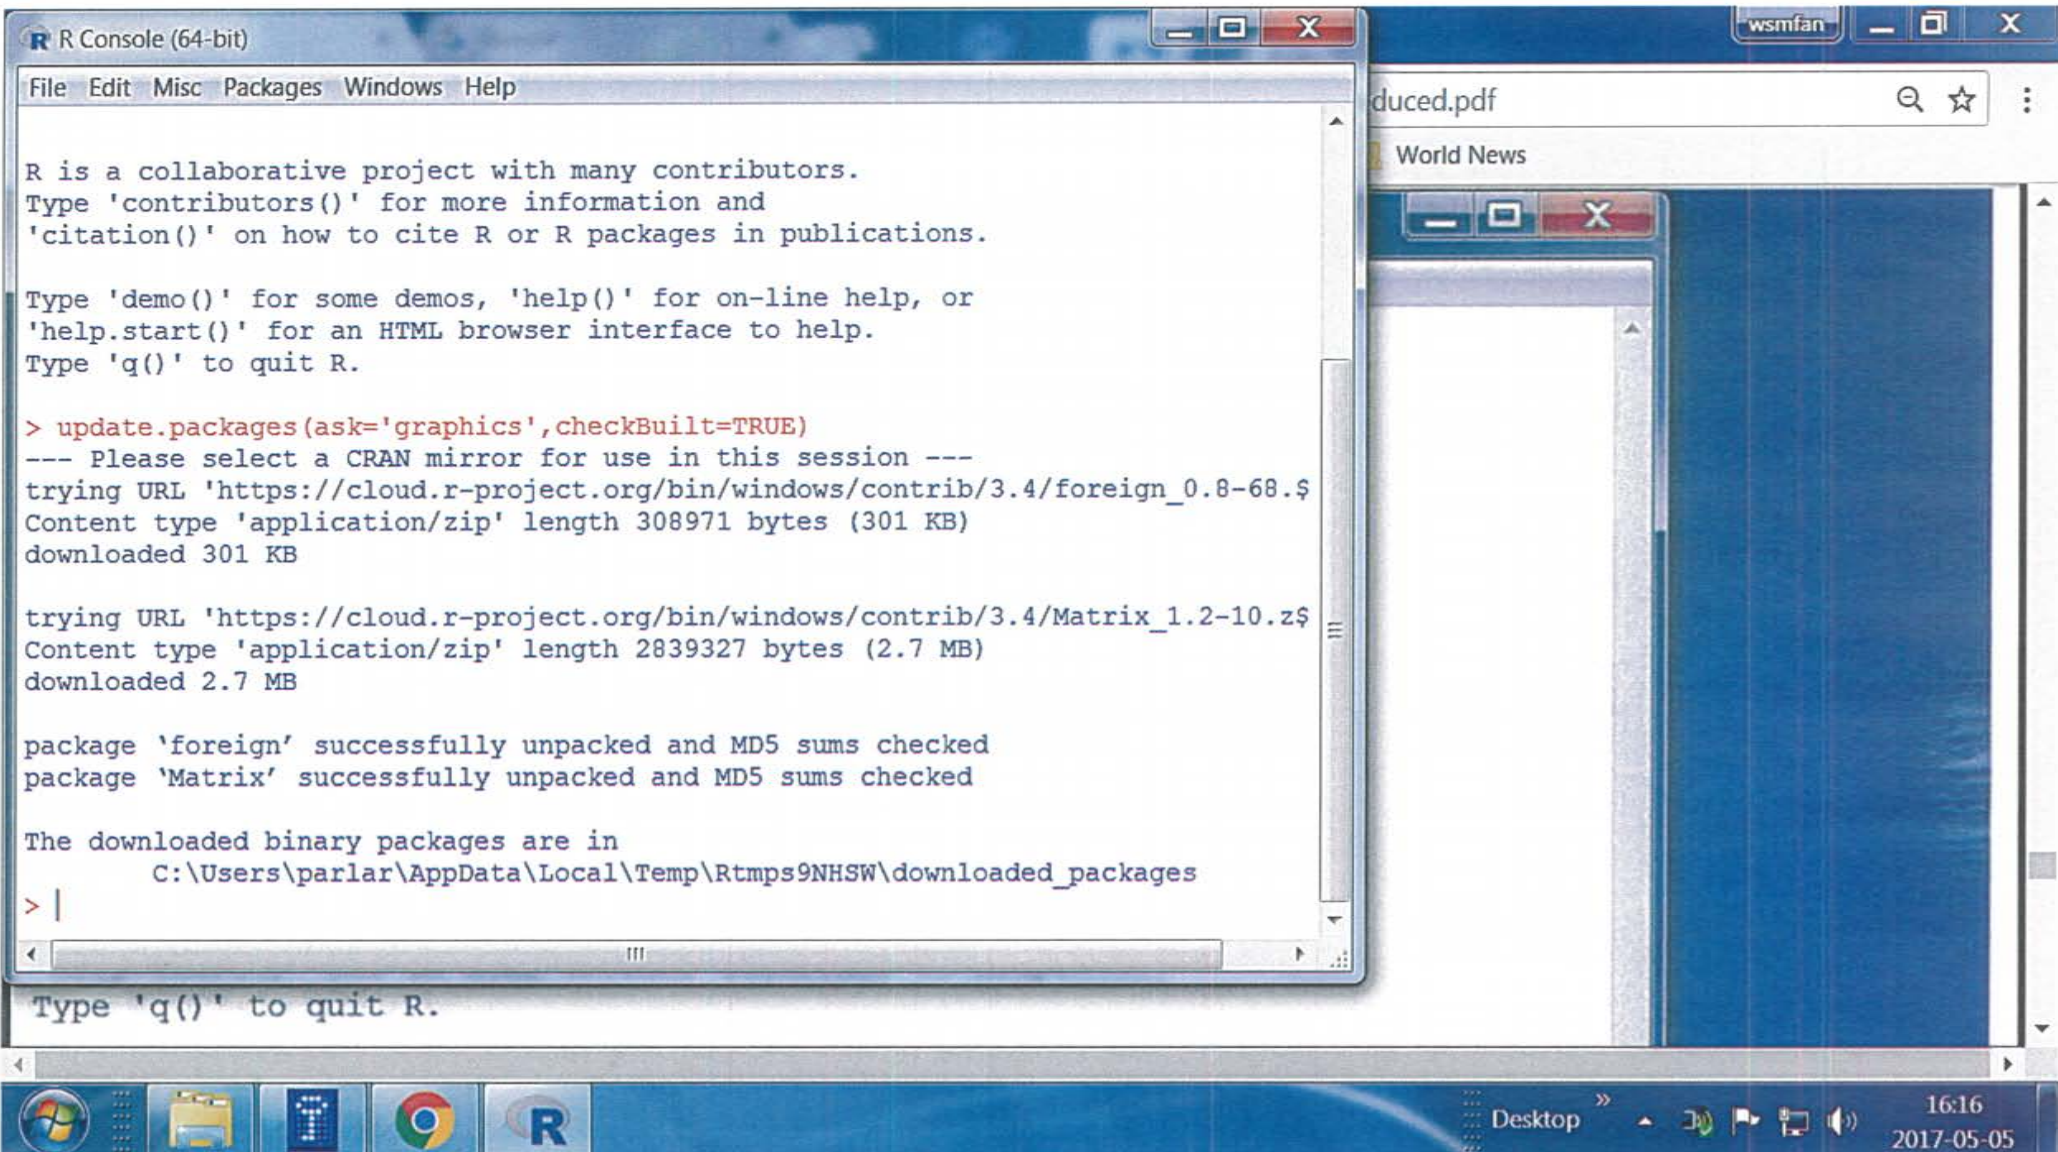 R Console (64-bit)
wsmfan
File Edit Misc Packages Windows Help
duced.pdf
World News
R is a collaborative project with many contributors.
Type 'contributors()' for more information and
'citation()' on how to cite R or R packages in publications.
Type 'demo()' for some demos, 'help()' for on-line help, or
'help.start()' for an HTML browser interface to help.
Type 'q()' to quit R.
> update.packages(ask='graphics',checkBuilt=TRUE)
--- Please select a CRAN mirror for use in this session ---
trying URL 'https://cloud.r-project.org/bin/windows/contrib/3.4/foreign_0.8-68.$
Content type 'application/zip' length 308971 bytes (301 KB)
downloaded 301 KB
trying URL 'https://cloud.r-project.org/bin/windows/contrib/3.4/Matrix_1.2-10.z$
Content type 'application/zip' length 2839327 bytes (2.7 MB)
downloaded 2.7 MB
package ‘foreign’ successfully unpacked and MD5 sums checked
package ‘Matrix’ successfully unpacked and MD5 sums checked
The downloaded binary packages are in
C:\Users\parlar\AppData\Local\Temp\Rtmps9NHSW\downloaded_packages
>
Type 'q()' to quit R.
Desktop
16:16
2017-05-05